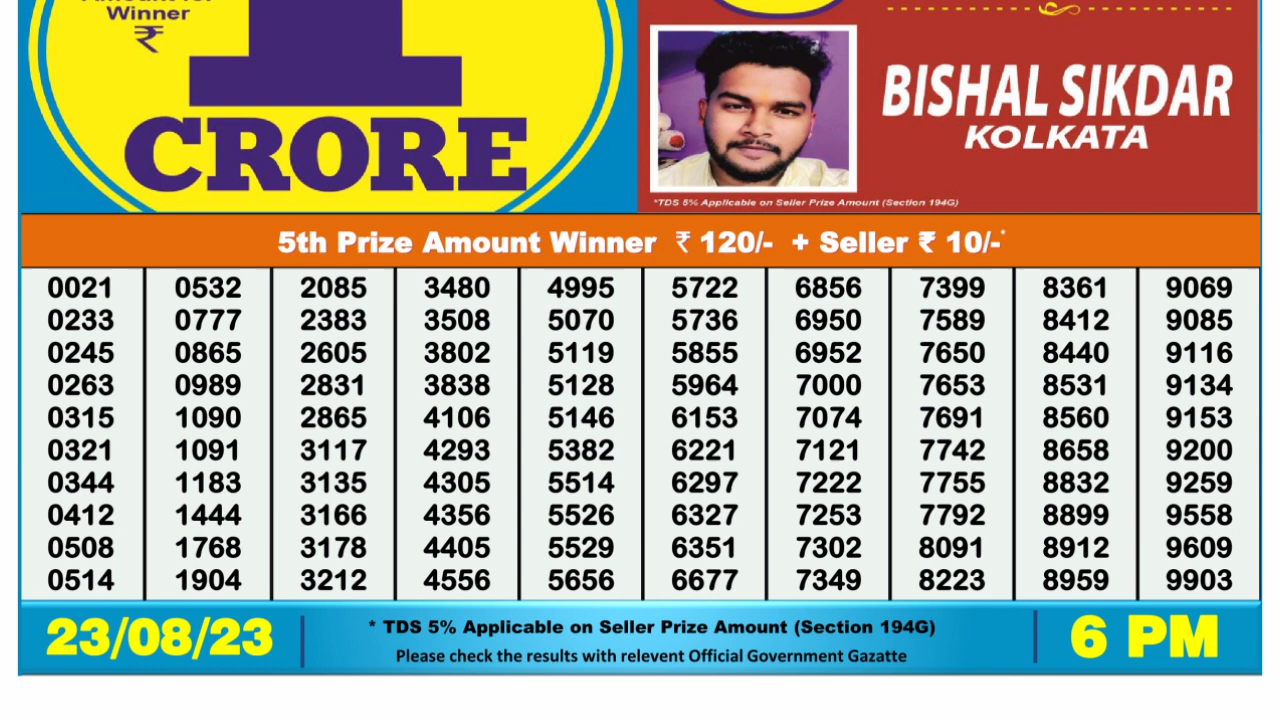 Winner
₹
1
CRORE
BISHAL SIKDAR
KOLKATA
*TDS 5% Applicable on Seller Prize Amount (Section 194G)
5th Prize Amount Winner ₹ 120/- + Seller ₹ 10/-*
0021 0532 2085 3480 4995 5722 6856 7399 8361 9069
0233 0777 2383 3508 5070 5736 6950 7589 8412 9085
0245 0865 2605 3802 5119 5855 6952 7650 8440 9116
0263 0989 2831 3838 5128 5964 7000 7653 8531 9134
0315 1090 2865 4106 5146 6153 7074 7691 8560 9153
0321 1091 3117 4293 5382 6221 7121 7742 8658 9200
0344 1183 3135 4305 5514 6297 7222 7755 8832 9259
0412 1444 3166 4356 5526 6327 7253 7792 8899 9558
0508 1768 3178 4405 5529 6351 7302 8091 8912 9609
0514 1904 3212 4556 5656 6677 7349 8223 8959 9903
23/08/23
* TDS 5% Applicable on Seller Prize Amount (Section 194G)
Please check the results with relevent Official Government Gazatte
6 PM